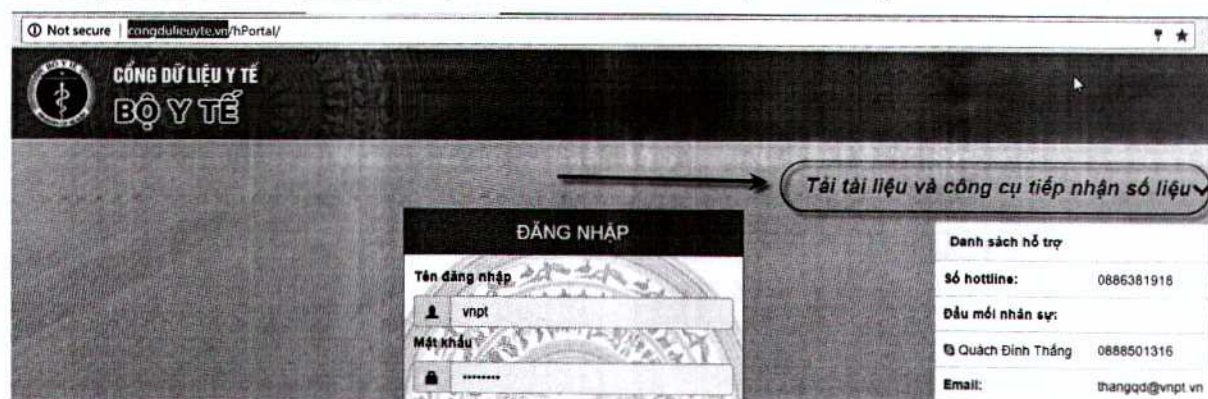 Not secure | congdulieuyte.vn/hPortal/
CỔNG DỮ LIỆU Y TẾ
BỘ Y TẾ
Tải tài liệu và công cụ tiếp nhận số liệu
ĐĂNG NHẬP
Tên đăng nhập
vnpt
Mật khẩu
••••••••
Danh sách hỗ trợ
Số hottline: 0886381918
Đầu mối nhân sự:
Quách Đình Thắng 0888501316
Email: thangqd@vnpt.vn